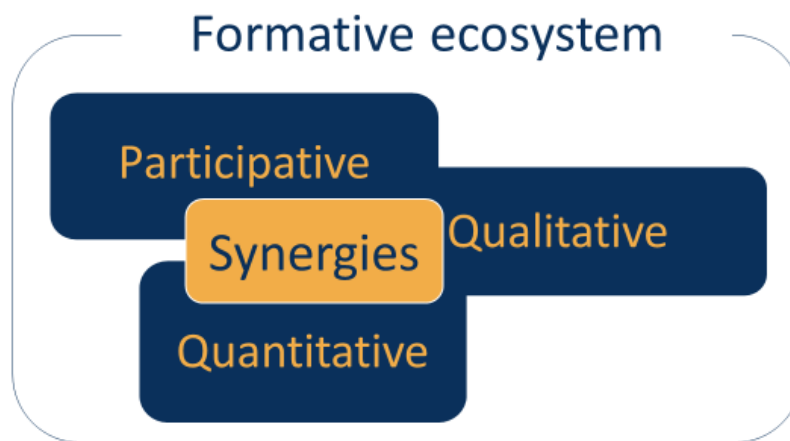 Formative ecosystem
Participative
Qualitative
Synergies
Quantitative